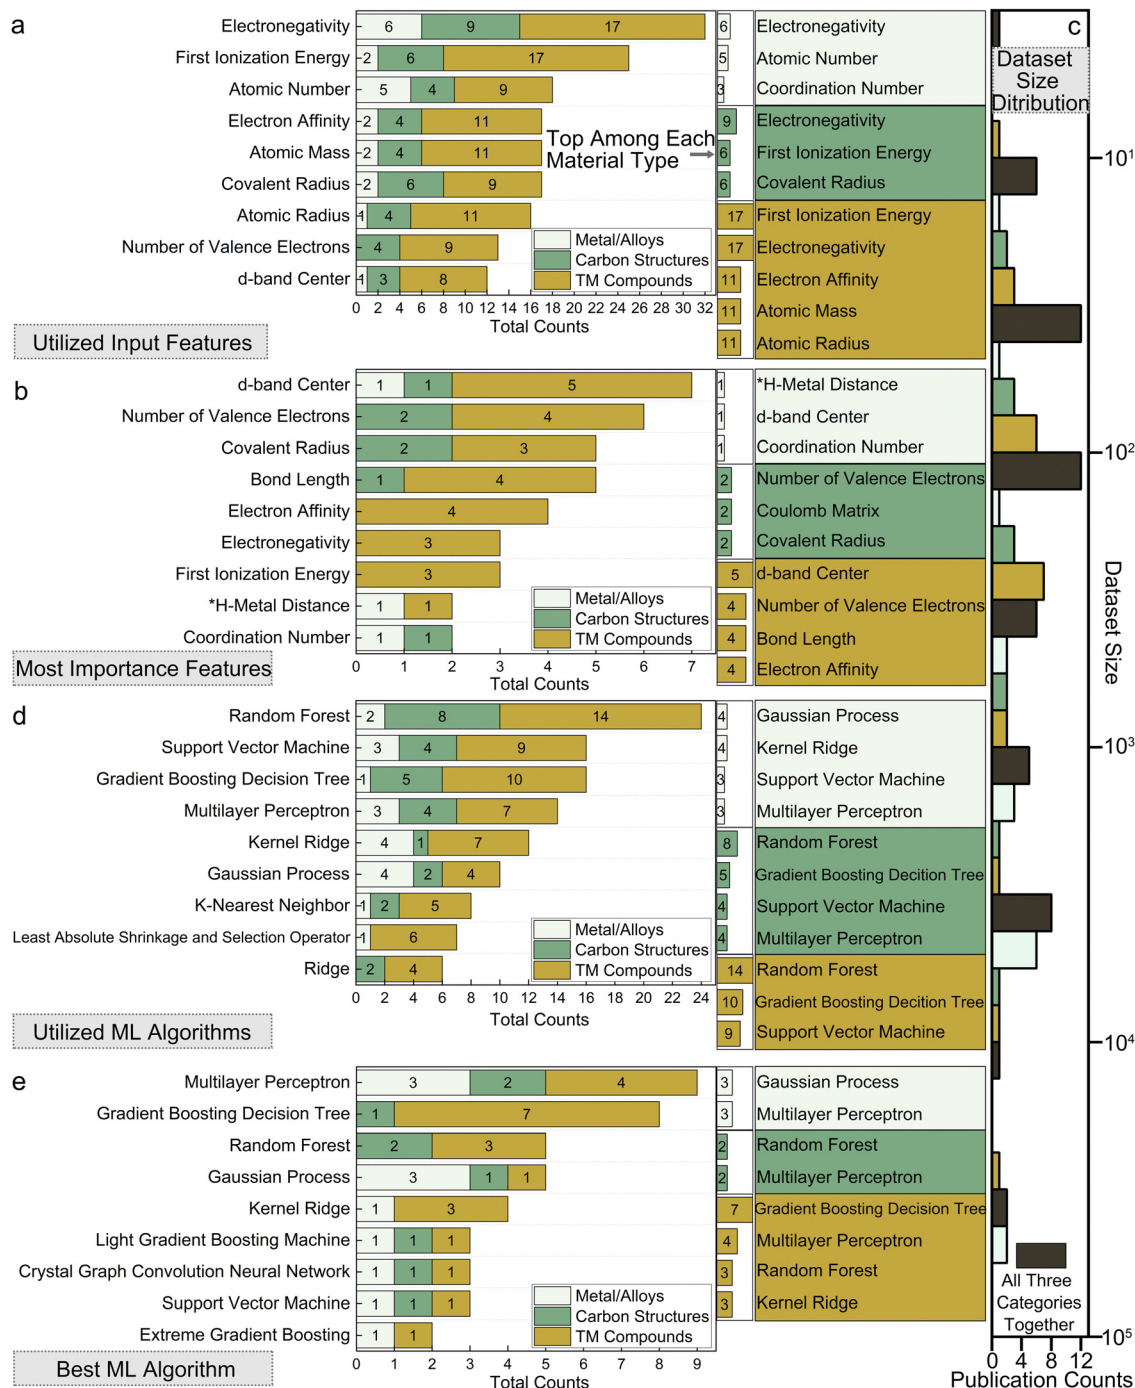 a
Electronegativity 6 9 17
First Ionization Energy 2 6 17
Atomic Number 5 4 9
Electron Affinity 2 4 11
Atomic Mass 2 4 11
Covalent Radius 2 6 9
Atomic Radius 1 4 11
Number of Valence Electrons 4 9
d-band Center 1 3 8
0 2 4 6 8 10 12 14 16 18 20 22 24 26 28 30 32
Total Counts
Utilized Input Features
Top Among Each
Material Type
Metal/Alloys
Carbon Structures
TM Compounds
6 Electronegativity
5 Atomic Number
3 Coordination Number
9 Electronegativity
6 First Ionization Energy
6 Covalent Radius
17 First Ionization Energy
17 Electronegativity
11 Electron Affinity
11 Atomic Mass
11 Atomic Radius
b
d-band Center 1 1 5
Number of Valence Electrons 2 4
Covalent Radius 2 3
Bond Length 1 4
Electron Affinity 4
Electronegativity 3
First Ionization Energy 3
*H-Metal Distance 1 1
Coordination Number 1 1
0 1 2 3 4 5 6 7
Total Counts
Most Importance Features
Metal/Alloys
Carbon Structures
TM Compounds
1 *H-Metal Distance
1 d-band Center
1 Coordination Number
2 Number of Valence Electrons
2 Coulomb Matrix
2 Covalent Radius
5 d-band Center
4 Number of Valence Electrons
4 Bond Length
4 Electron Affinity
c
Dataset
Size
Ditribution
10¹
10²
10³
10⁴
10⁵
Dataset Size
All Three
Categories
Together
0 4 8 12
Publication Counts
d
Random Forest 2 8 14
Support Vector Machine 3 4 9
Gradient Boosting Decision Tree 1 5 10
Multilayer Perceptron 3 4 7
Kernel Ridge 4 1 7
Gaussian Process 4 2 4
K-Nearest Neighbor 1 2 5
Least Absolute Shrinkage and Selection Operator 1 6
Ridge 2 4
0 2 4 6 8 10 12 14 16 18 20 22 24
Total Counts
Utilized ML Algorithms
Metal/Alloys
Carbon Structures
TM Compounds
4 Gaussian Process
4 Kernel Ridge
3 Support Vector Machine
3 Multilayer Perceptron
8 Random Forest
5 Gradient Boosting Decition Tree
4 Support Vector Machine
4 Multilayer Perceptron
14 Random Forest
10 Gradient Boosting Decition Tree
9 Support Vector Machine
e
Multilayer Perceptron 3 2 4
Gradient Boosting Decision Tree 1 7
Random Forest 2 3
Gaussian Process 3 1 1
Kernel Ridge 1 3
Light Gradient Boosting Machine 1 1 1
Crystal Graph Convolution Neural Network 1 1 1
Support Vector Machine 1 1 1
Extreme Gradient Boosting 1 1
0 1 2 3 4 5 6 7 8 9
Total Counts
Best ML Algorithm
Metal/Alloys
Carbon Structures
TM Compounds
3 Gaussian Process
3 Multilayer Perceptron
2 Random Forest
2 Multilayer Perceptron
7 Gradient Boosting Decision Tree
4 Multilayer Perceptron
3 Random Forest
3 Kernel Ridge